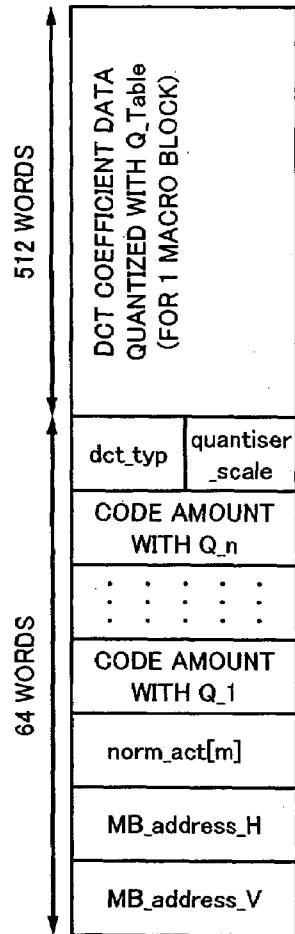 512 WORDS
DCT COEFFICIENT DATA
QUANTIZED WITH Q_Table
(FOR 1 MACRO BLOCK)
64 WORDS
dct_typ
quantiser
_scale
CODE AMOUNT
WITH Q_n
CODE AMOUNT
WITH Q_1
norm_act[m]
MB_address_H
MB_address_V